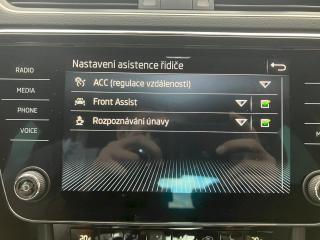 Nastavení asistence řidiče
RADIO
ACC (regulace vzdálenosti)
MEDIA
Front Assist
PHONE
Rozpoznávání únavy
VOICE